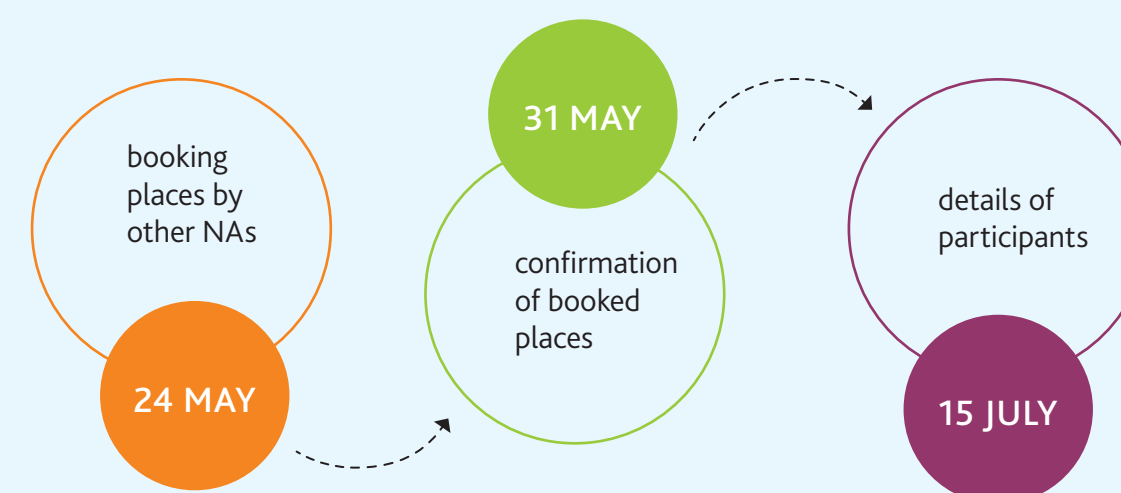 booking
places by
other NAs
24 MAY
31 MAY
confirmation
of booked
places
details of
participants
15 JULY